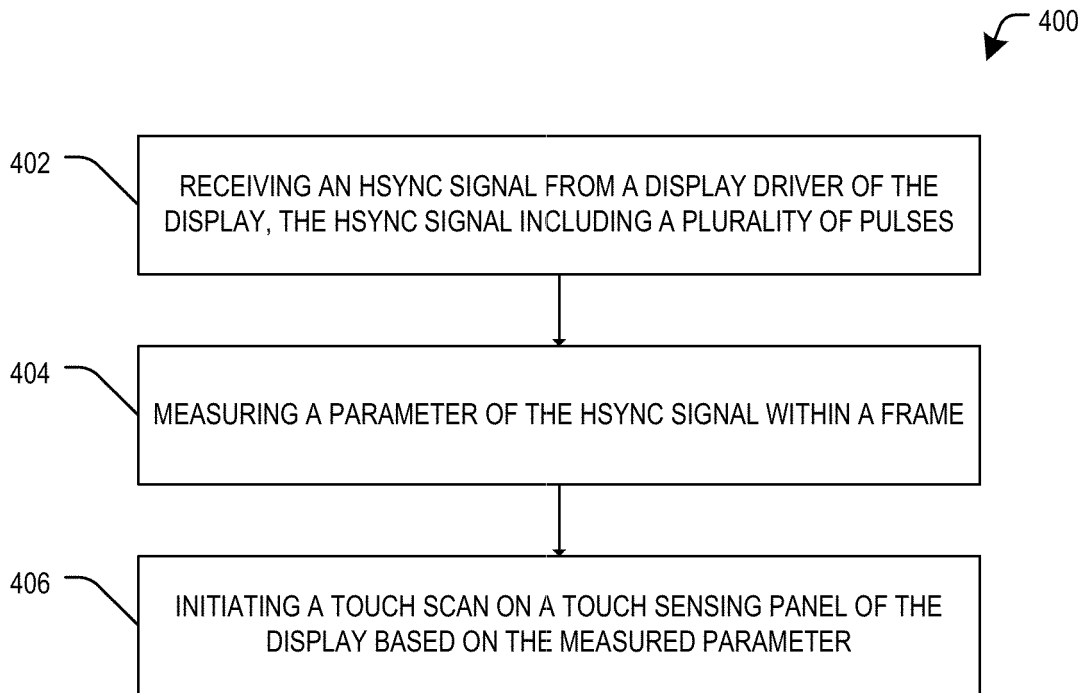 400
402
RECEIVING AN HSYNC SIGNAL FROM A DISPLAY DRIVER OF THE
DISPLAY, THE HSYNC SIGNAL INCLUDING A PLURALITY OF PULSES
404
MEASURING A PARAMETER OF THE HSYNC SIGNAL WITHIN A FRAME
406
INITIATING A TOUCH SCAN ON A TOUCH SENSING PANEL OF THE
DISPLAY BASED ON THE MEASURED PARAMETER